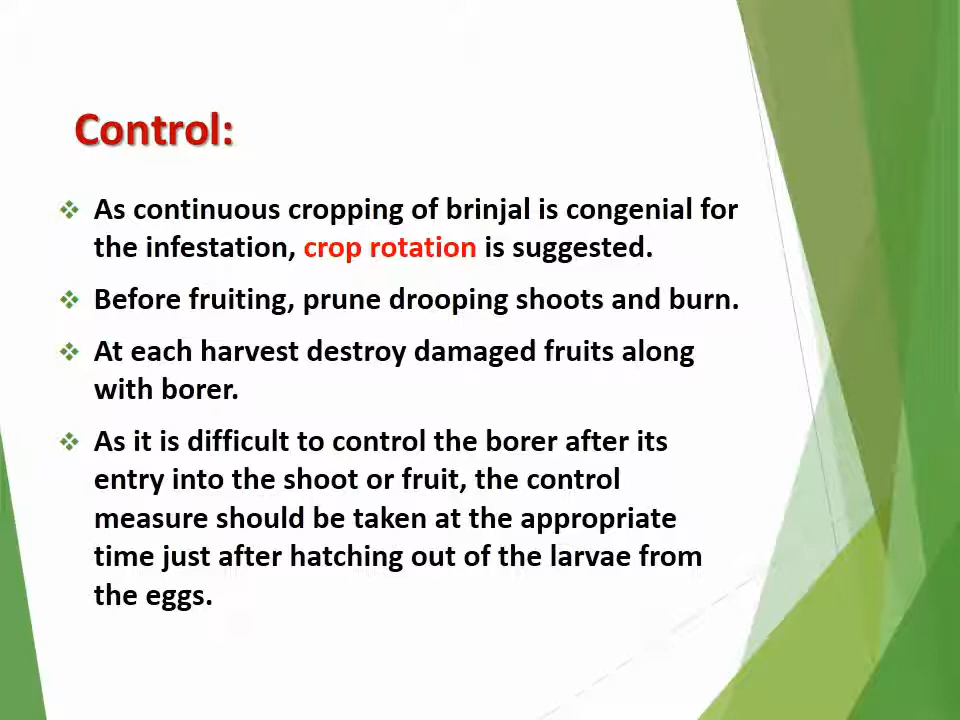 Control:
❖ As continuous cropping of brinjal is congenial for
the infestation, crop rotation is suggested.
❖ Before fruiting, prune drooping shoots and burn.
❖ At each harvest destroy damaged fruits along
with borer.
❖ As it is difficult to control the borer after its
entry into the shoot or fruit, the control
measure should be taken at the appropriate
time just after hatching out of the larvae from
the eggs.